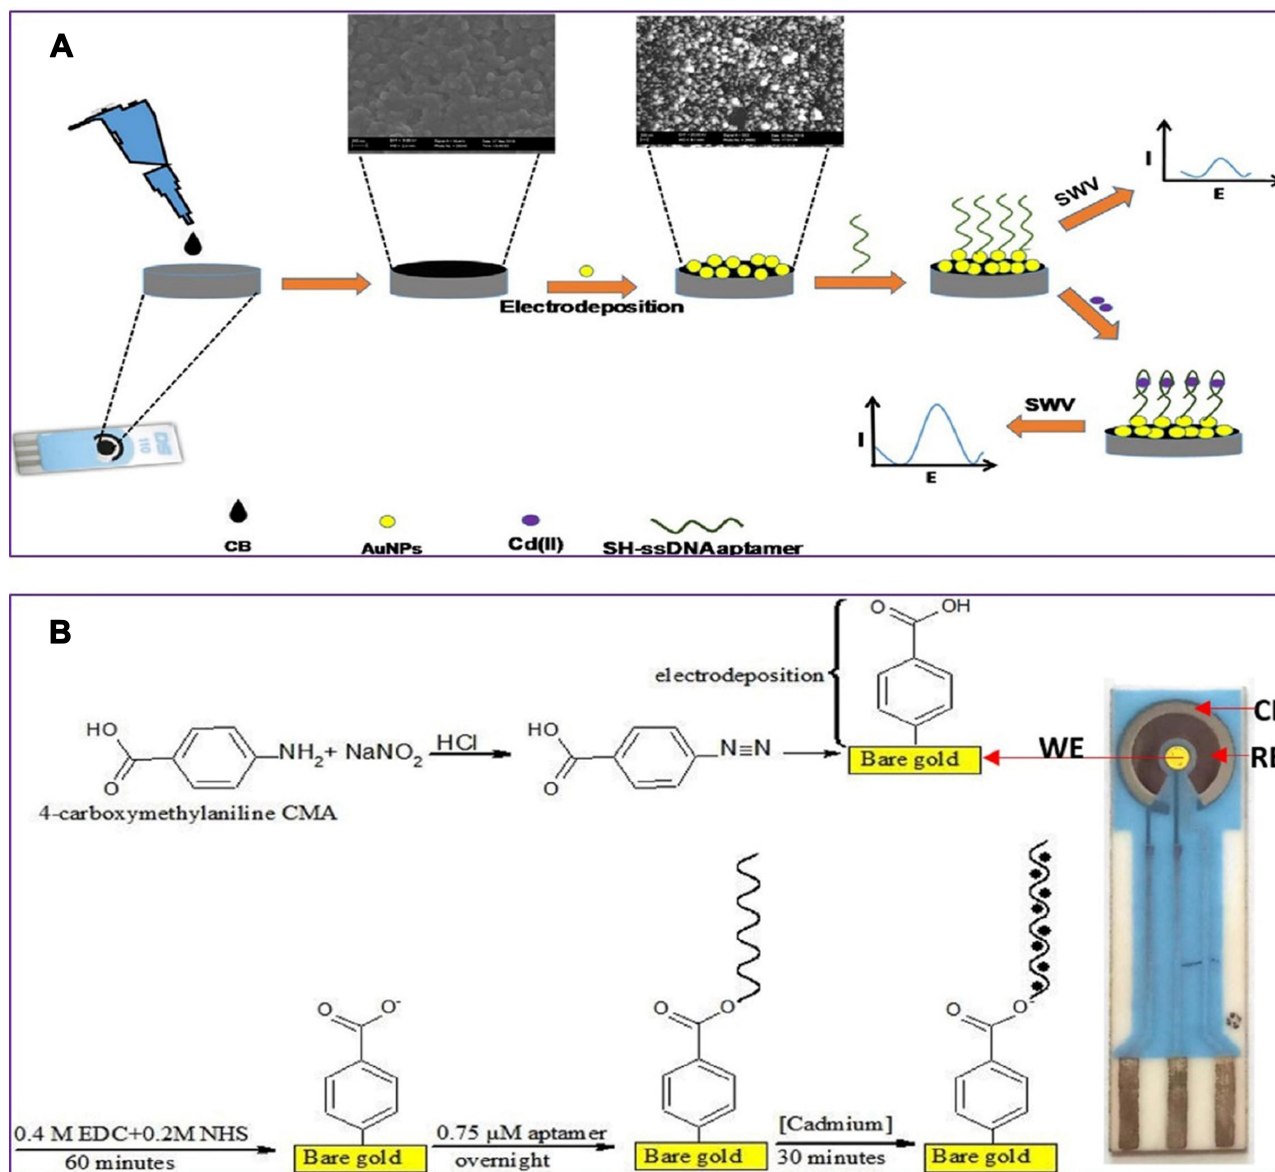 A
I
E
SWV
Electrodeposition
SWV
I
E
110
CB
AuNPs
Cd(II)
SH-ssDNAaptamer
B
O
OH
electrodeposition
HO
O
NH2+ NaNO2
HCl
HO
O
N≡N
Bare gold
WE
4-carboxymethylaniline CMA
O
O-
O
O
O
O-
0.4 M EDC+0.2M NHS
60 minutes
Bare gold
0.75 µM aptamer
overnight
Bare gold
[Cadmium]
30 minutes
Bare gold